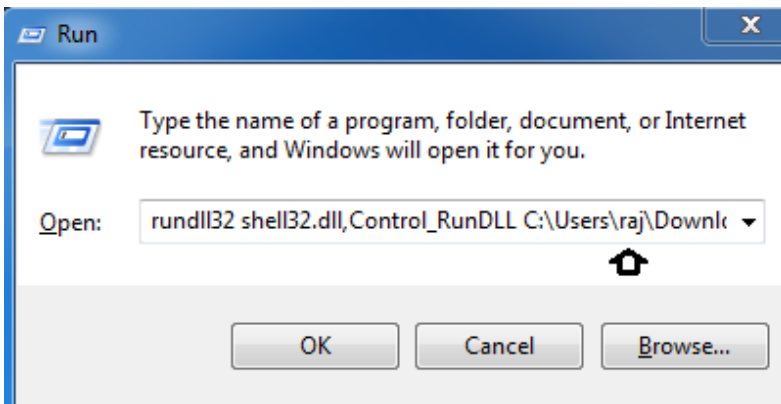 Run
Type the name of a program, folder, document, or Internet
resource, and Windows will open it for you.
Open: rundll32 shell32.dll,Control_RunDLL C:\Users\raj\Downlo
OK Cancel Browse...